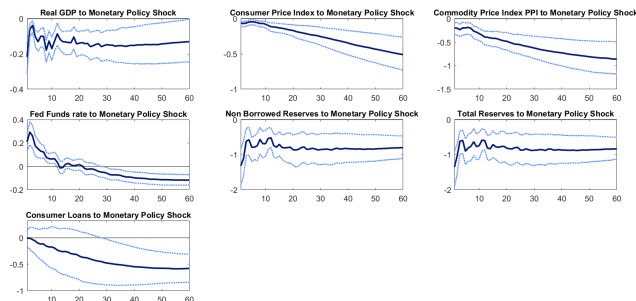 Real GDP to Monetary Policy Shock
0
-0.2
-0.4
10 20 30 40 50 60
Consumer Price Index to Monetary Policy Shock
0
-1
10 20 30 40 50 60
Commodity Price Index PPI to Monetary Policy Shock
0
-0.5
-1
-1.5
10 20 30 40 50 60
Fed Funds rate to Monetary Policy Shock
0.4
0.2
0
-0.2
10 20 30 40 50 60
Non Borrowed Reserves to Monetary Policy Shock
0
-1
-2
10 20 30 40 50 60
Total Reserves to Monetary Policy Shock
0
-1
-2
10 20 30 40 50 60
Consumer Loans to Monetary Policy Shock
0
-0.5
-1
10 20 30 40 50 60